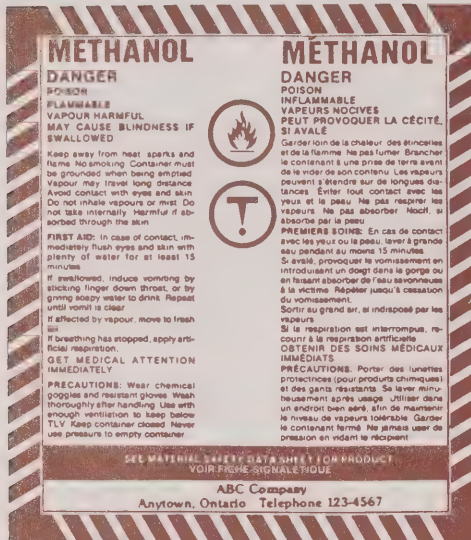 METHANOL
DANGER
POISON
FLAMMABLE
VAPOUR HARMFUL
MAY CAUSE BLINDNESS IF
SWALLOWED
Keep away from heat sparks and
flame No smoking Container must
be grounded when being emptied
Vapour may travel long distance
Avoid contact with eyes and skin
Do not inhale vapours or mist Do
not take internally Harmful if ab-
sorbed through the skin
FIRST AID: In case of contact, im-
mediately flush eyes and skin with
plenty of water for at least 15
minutes
If swallowed, induce vomiting by
sticking finger down throat, or by
giving soapy water to drink Repeat
until vomit is clear
If affected by vapour, move to fresh
air
If breathing has stopped, apply arti-
ficial respiration.
GET MEDICAL ATTENTION
IMMEDIATELY
PRECAUTIONS: Wear chemical
goggles and resistant gloves Wash
thoroughly after handling Use with
enough ventilation to keep below
TLV Keep container closed Never
use pressure to empty container
MÉTHANOL
DANGER
POISON
INFLAMMABLE
VAPEURS NOCIVES
PEUT PROVOQUER LA CÉCITÉ,
SI AVALÉ
Garder loin de la chaleur des étincelles
et de la flamme Ne pas fumer Brancher
le contenant à une prise de terre avant
de le vider de son contenu Les vapeurs
peuvent s'étendre sur de longues dis-
tances Éviter tout contact avec les
yeux et la peau Ne pas respirer les
vapeurs Ne pas absorber Nocif, si
absorbe par la peau
PREMIERS SOINS: En cas de contact
avec les yeux ou la peau, laver à grande
eau pendant au moins 15 minutes
Si avalé, provoquer le vomissement en
introduisant un doigt dans la gorge ou
en faisant absorber de l'eau savonneuse
à la victime Répéter jusqu'à cessation
du vomissement.
Sortir au grand air, si indisposé par les
vapeurs
Si la respiration est interrompue, re-
courir à la respiration artificielle
OBTENIR DES SOINS MÉDICAUX
IMMÉDIATS
PRÉCAUTIONS: Porter des lunettes
protectrices (pour produits chimiques)
et des gants résistants Se laver minu-
tieusement après usage Utiliser dans
un endroit bien aéré, afin de maintenir
le niveau de vapeurs tolérable Garder
le contenant fermé Ne jamais user de
pression en vidant le récipient
SEE MATERIAL SAFETY DATA SHEET FOR PRODUCT
VOIR FICHE SIGNALETIQUE
ABC Company
Anytown, Ontario Telephone 123-4567